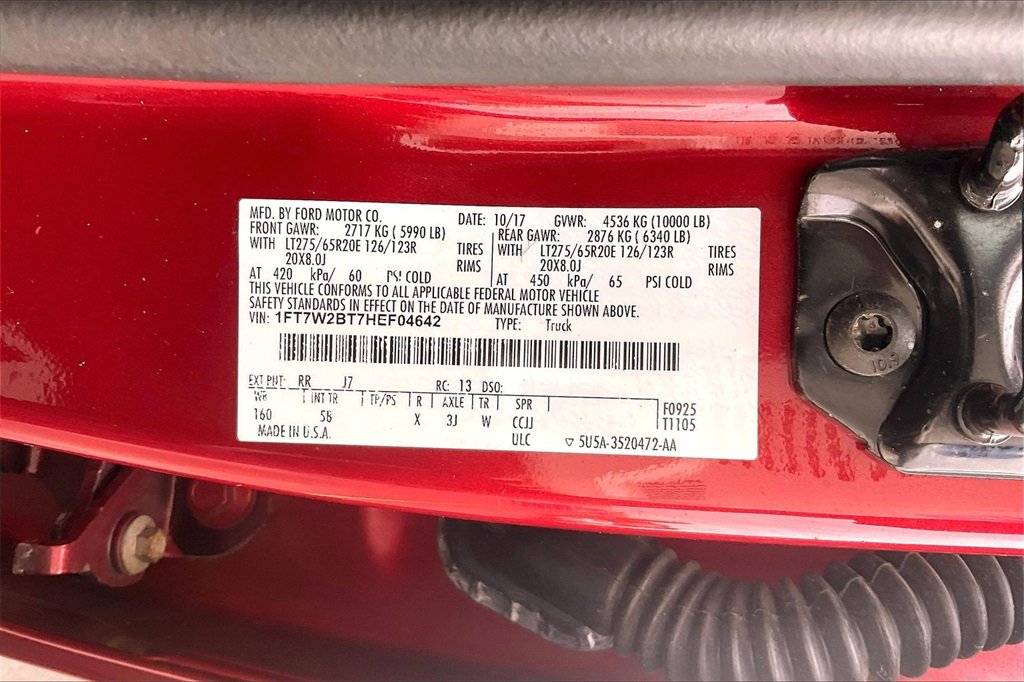 MFD. BY FORD MOTOR CO. DATE: 10/17 GVWR: 4536 KG (10000 LB)
FRONT GAWR: 2717 KG ( 5990 LB) REAR GAWR: 2876 KG ( 6340 LB)
WITH LT275/65R20E 126/123R TIRES WITH LT275/65R20E 126/123R TIRES
20X8.0J RIMS 20X8.0J RIMS
AT 420 kPa/ 60 PSI COLD AT 450 kPa/ 65 PSI COLD
THIS VEHICLE CONFORMS TO ALL APPLICABLE FEDERAL MOTOR VEHICLE
SAFETY STANDARDS IN EFFECT ON THE DATE OF MANUFACTURE SHOWN ABOVE.
VIN: 1FT7W2BT7HEF04642 TYPE: Truck
EXT PNT: RR J7 RC: 13 DSO:
WB INT TR TP/PS R AXLE TR SPR F0925
160 5B X 3J W CCJJ T1105
MADE IN U.S.A. ULC ▽ 5U5A-3520472-AA
10.9